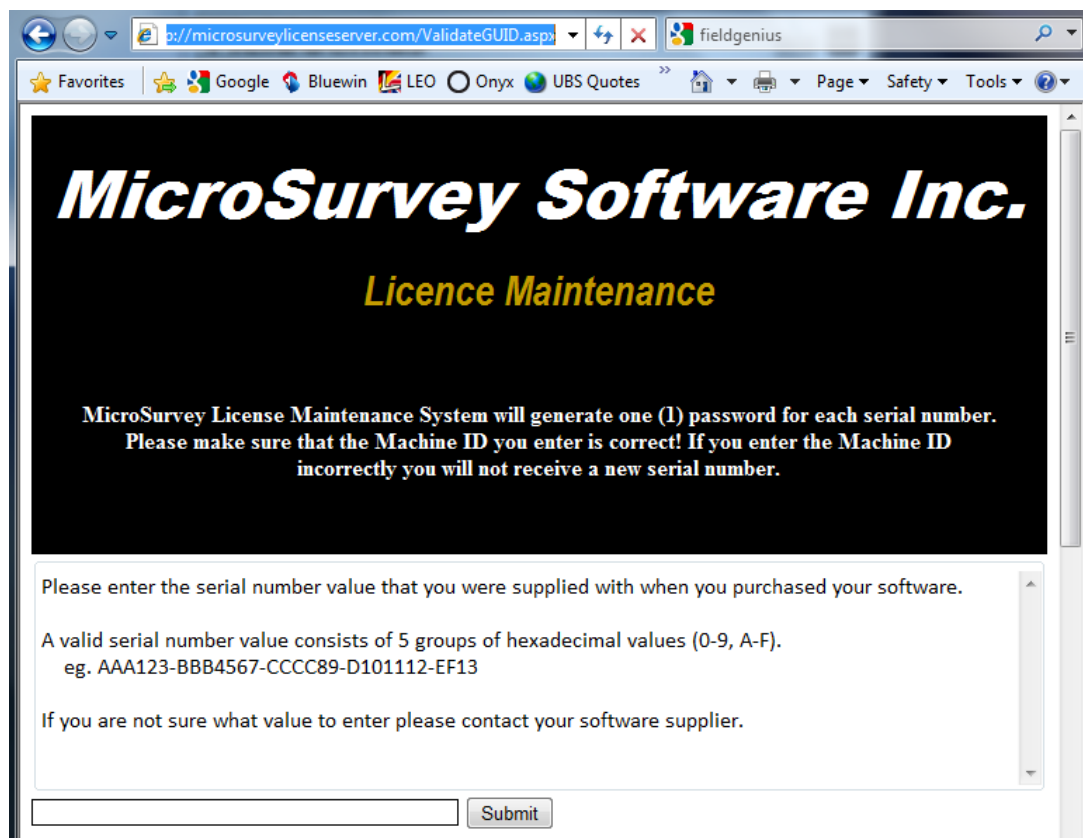 p://microsurveylicenseserver.com/ValidateGUID.aspx fieldgenius
Favorites Google Bluewin LEO Onyx UBS Quotes » Page Safety Tools
MicroSurvey Software Inc.
Licence Maintenance
MicroSurvey License Maintenance System will generate one (1) password for each serial number.
Please make sure that the Machine ID you enter is correct! If you enter the Machine ID
incorrectly you will not receive a new serial number.
Please enter the serial number value that you were supplied with when you purchased your software.
A valid serial number value consists of 5 groups of hexadecimal values (0-9, A-F).
eg. AAA123-BBB4567-CCCC89-D101112-EF13
If you are not sure what value to enter please contact your software supplier.
Submit